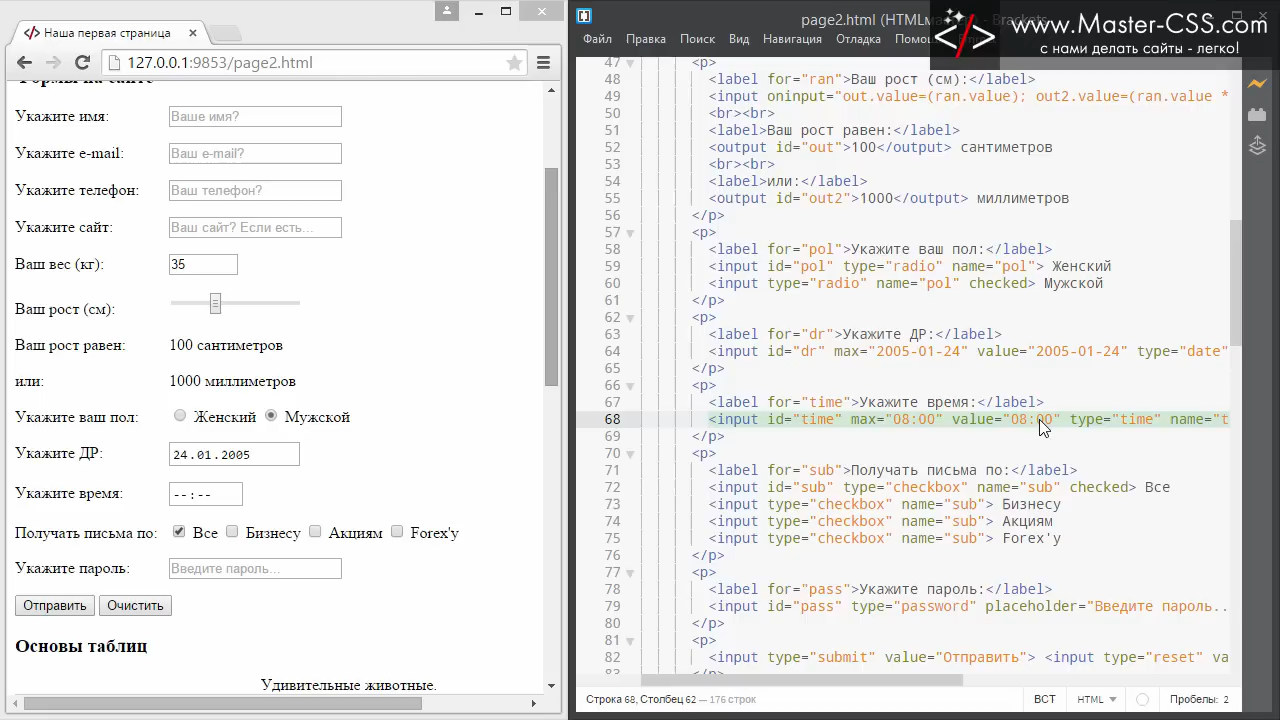 Наша первая страница
127.0.0.1:9853/page2.html
Укажите имя: Ваше имя?
Укажите e-mail: Ваш e-mail?
Укажите телефон: Ваш телефон?
Укажите сайт: Ваш сайт? Если есть...
Ваш вес (кг): 35
Ваш рост (см):
Ваш рост равен: 100 сантиметров
или: 1000 миллиметров
Укажите ваш пол: Женский Мужской
Укажите ДР: 24.01.2005
Укажите время: --:--
Получать письма по: Все Бизнесу Акциям Forex'у
Укажите пароль: Введите пароль...
Отправить Очистить
Основы таблиц
Удивительные животные.
page2.html (HTMLma
Brackets
www.Master-CSS.com
с нами делать сайты - легко!
Файл Правка Поиск Вид Навигация Отладка Помощ
47 <p>
48 <label for="ran">Ваш рост (см):</label>
49 <input oninput="out.value=(ran.value); out2.value=(ran.value *
50 <br><br>
51 <label>Ваш рост равен:</label>
52 <output id="out">100</output> сантиметров
53 <br><br>
54 <label>или:</label>
55 <output id="out2">1000</output> миллиметров
56 </p>
57 <p>
58 <label for="pol">Укажите ваш пол:</label>
59 <input id="pol" type="radio" name="pol"> Женский
60 <input type="radio" name="pol" checked> Мужской
61 </p>
62 <p>
63 <label for="dr">Укажите ДР:</label>
64 <input id="dr" max="2005-01-24" value="2005-01-24" type="date"
65 </p>
66 <p>
67 <label for="time">Укажите время:</label>
68 <input id="time" max="08:00" value="08:00" type="time" name="t
69 </p>
70 <p>
71 <label for="sub">Получать письма по:</label>
72 <input id="sub" type="checkbox" name="sub" checked> Все
73 <input type="checkbox" name="sub"> Бизнесу
74 <input type="checkbox" name="sub"> Акциям
75 <input type="checkbox" name="sub"> Forex'у
76 </p>
77 <p>
78 <label for="pass">Укажите пароль:</label>
79 <input id="pass" type="password" placeholder="Введите пароль..
80 </p>
81 <p>
82 <input type="submit" value="Отправить"> <input type="reset" va
83
Строка 68, Столбец 62 — 176 строк ВСТ HTML Пробелы: 2